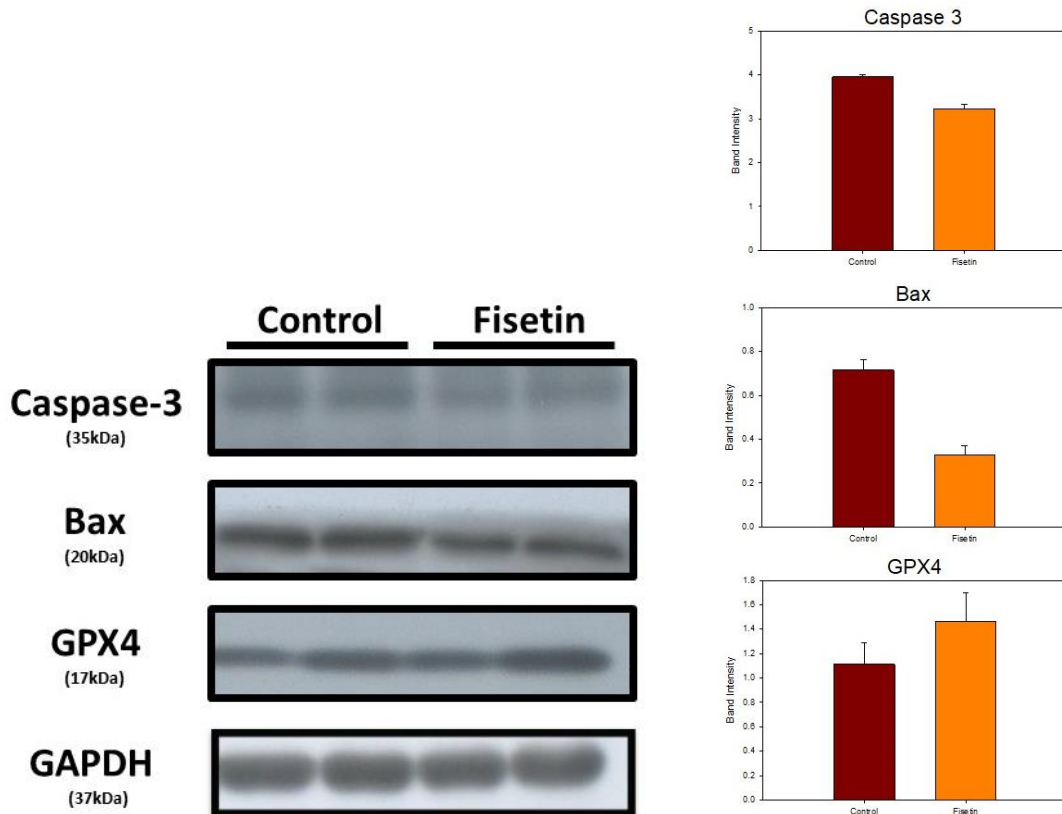 Control Fisetin
Caspase-3
(35kDa)
Bax
(20kDa)
GPX4
(17kDa)
GAPDH
(37kDa)
Caspase 3
Band Intensity
5
4
3
2
1
0
Control Fisetin
Bax
Band Intensity
1.0
0.8
0.6
0.4
0.2
0.0
Control Fisetin
GPX4
Band Intensity
1.8
1.6
1.4
1.2
1.0
0.8
0.6
0.4
0.2
0.0
Control Fisetin